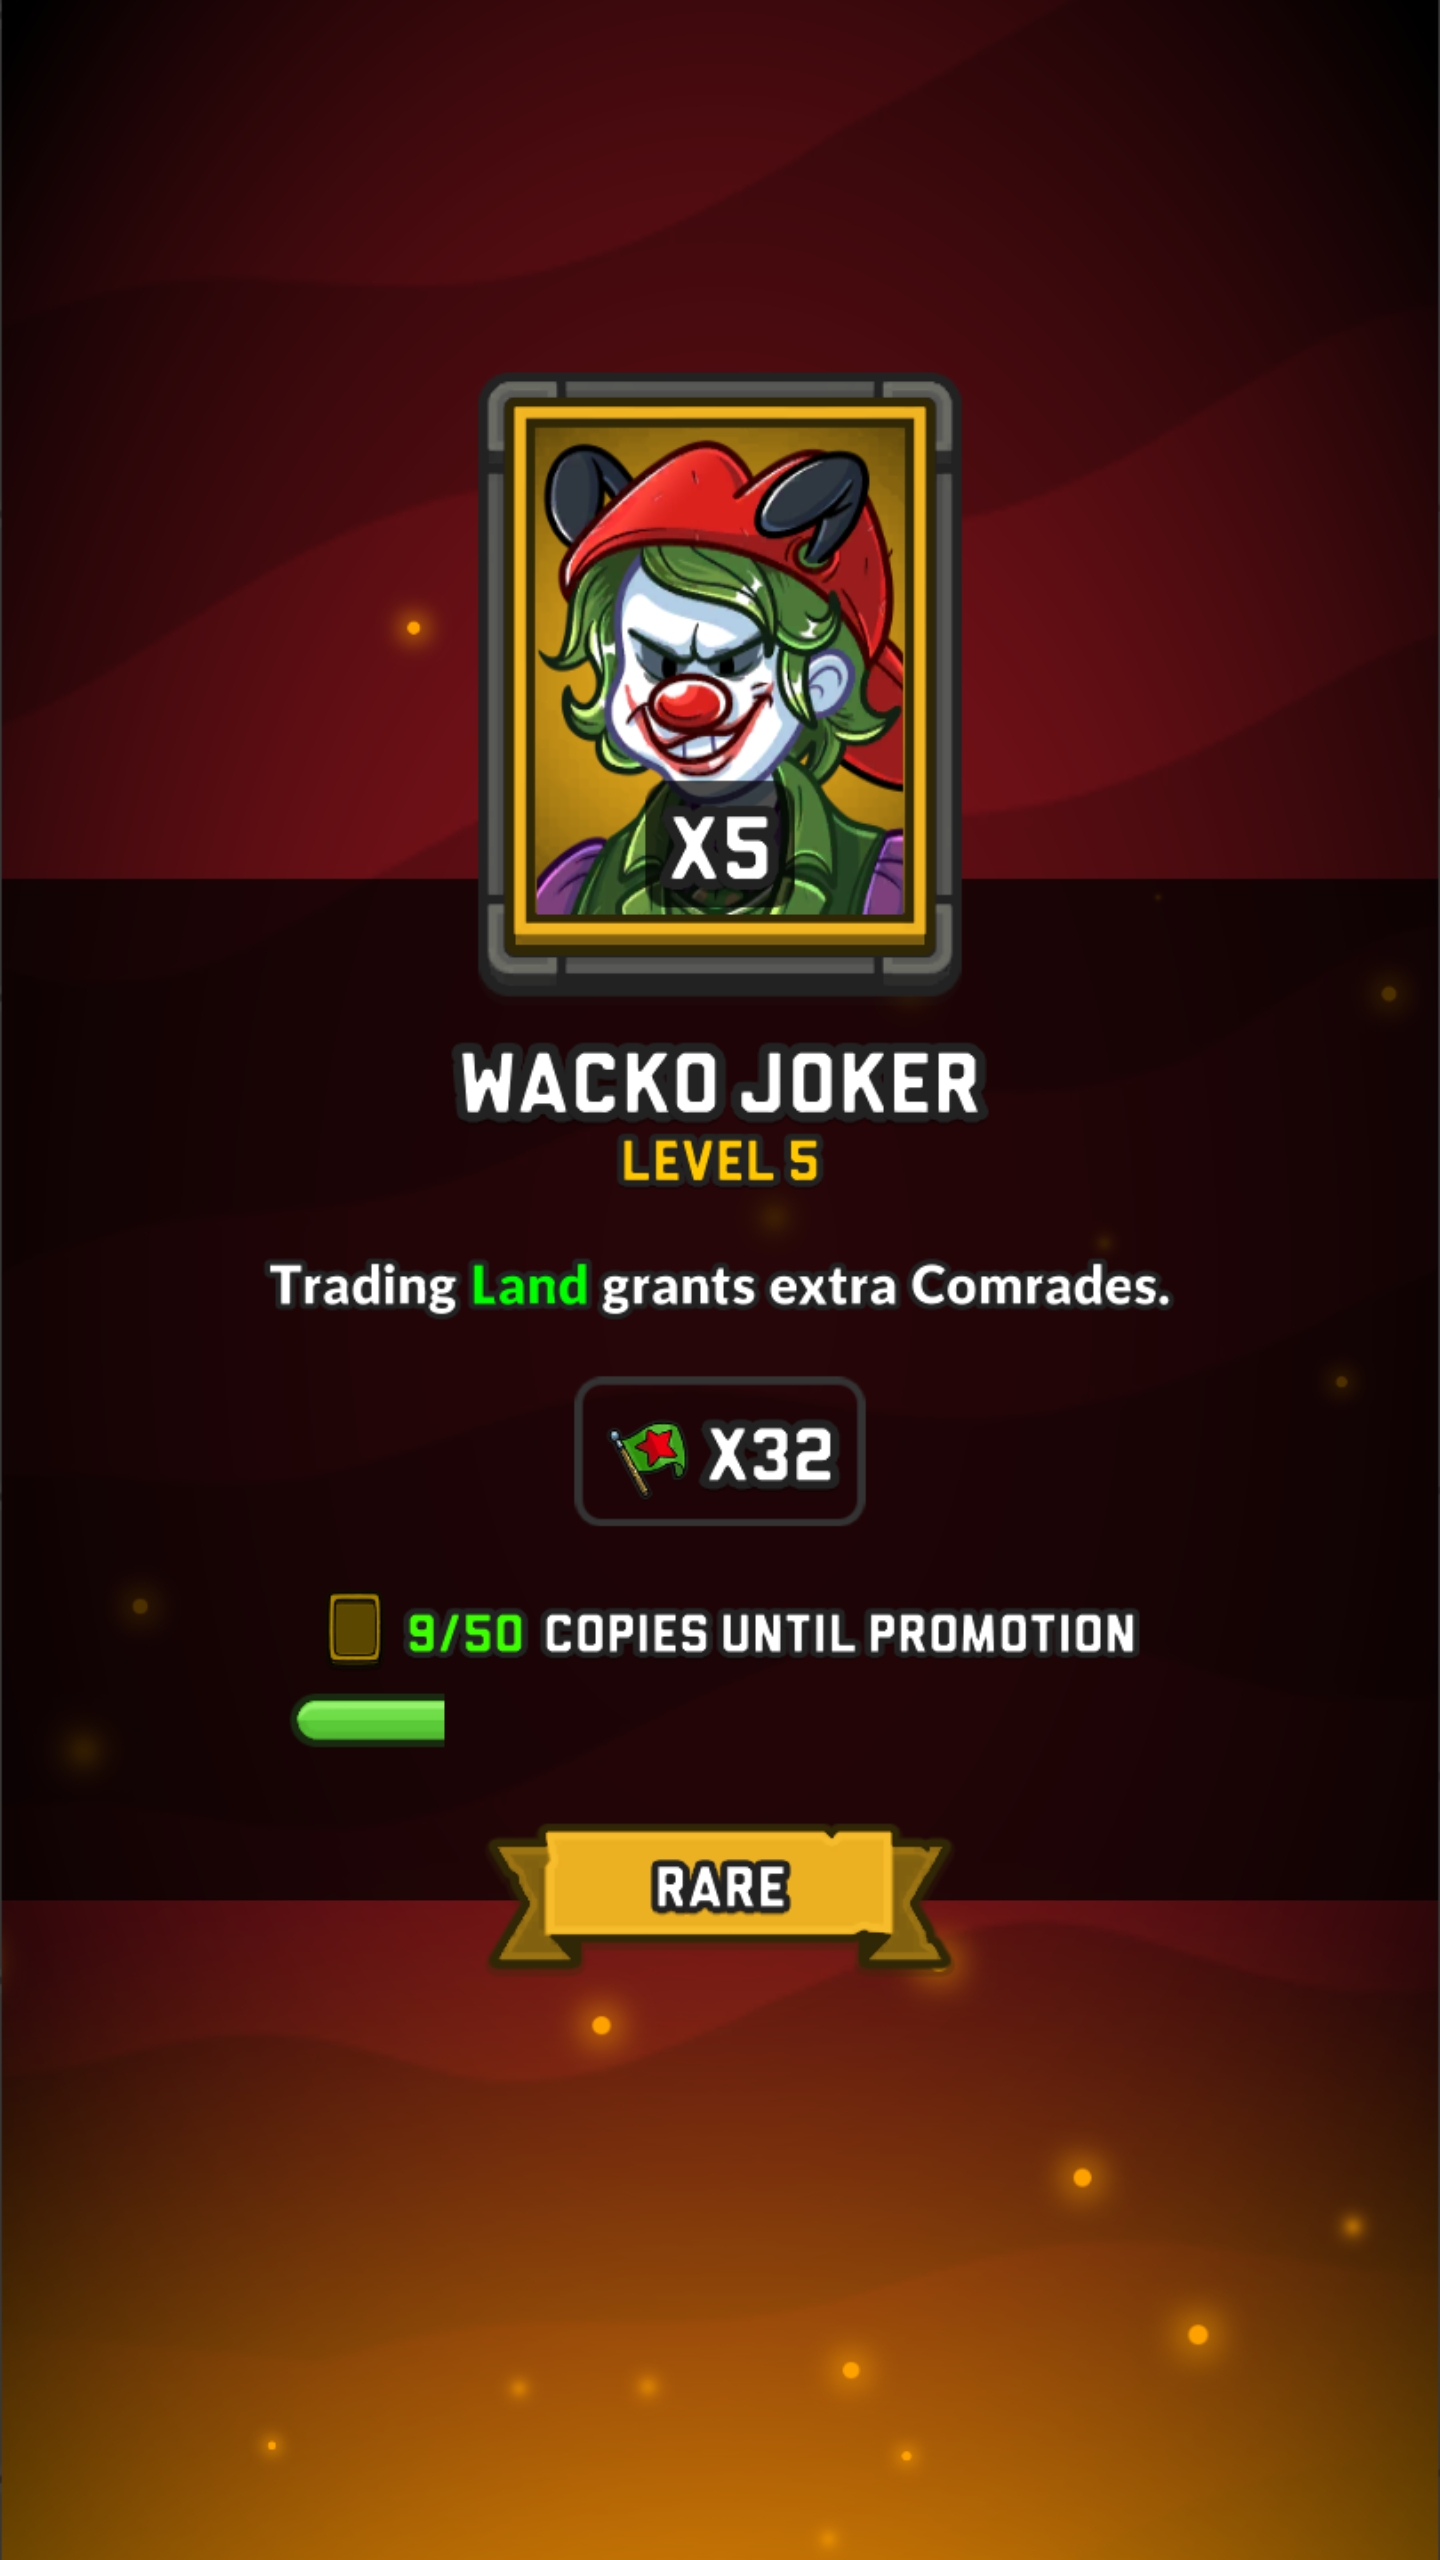 X5
WACKO JOKER
LEVEL 5
Trading Land grants extra Comrades.
X32
9/50 COPIES UNTIL PROMOTION
RARE